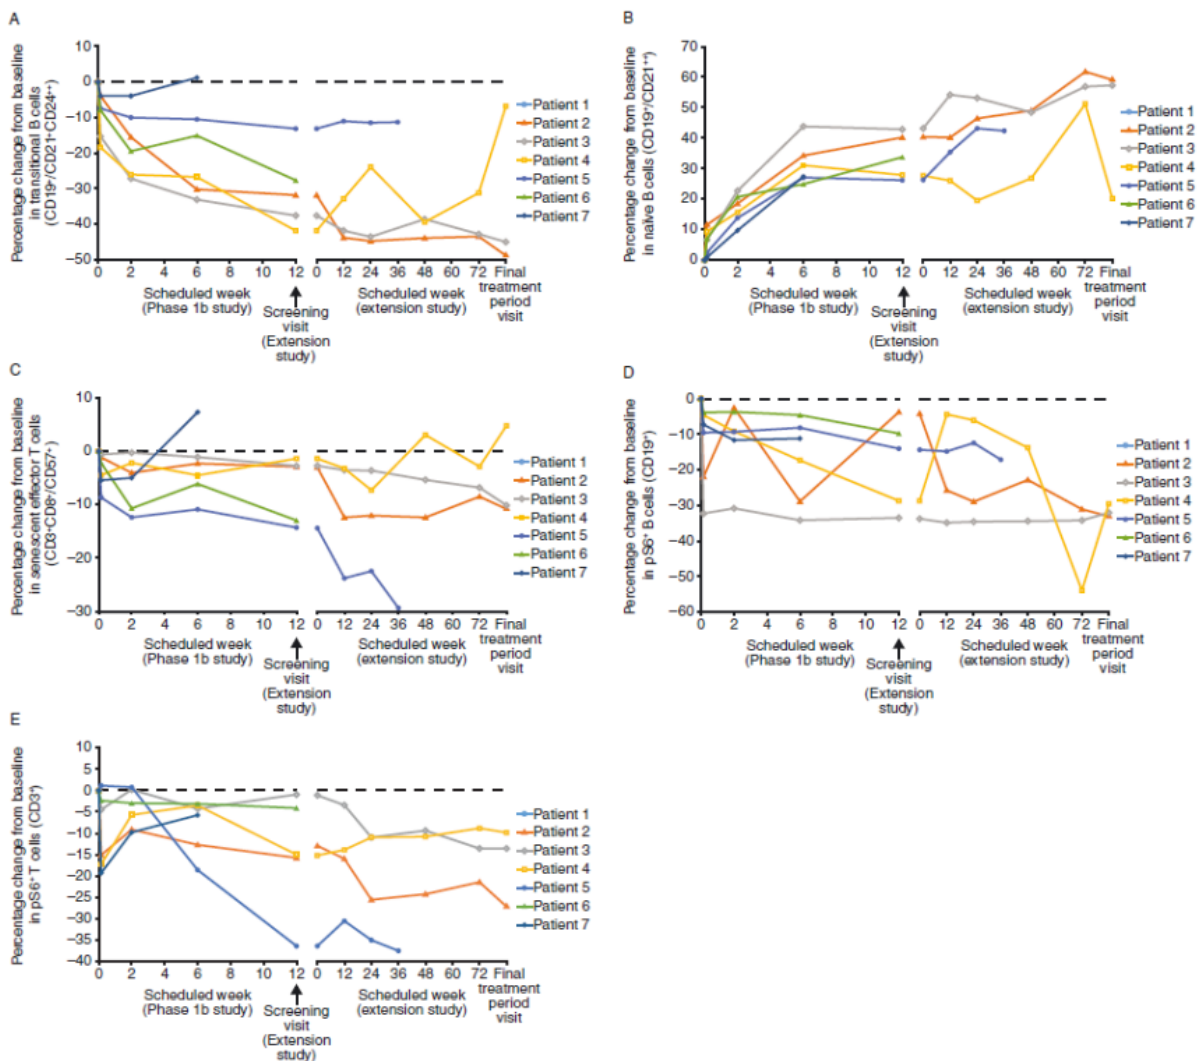 A
Percentage change from baseline
in transitional B cells
(CD19⁺/CD21⁺CD24⁺⁺)
10
0
−10
−20
−30
−40
−50
0 2 4 6 8 10 12
0 12 24 36 48 60 72 Final
treatment
period
visit
Scheduled week
(Phase 1b study)
Screening
visit
(Extension
study)
Scheduled week
(extension study)
Patient 1
Patient 2
Patient 3
Patient 4
Patient 5
Patient 6
Patient 7
B
Percentage change from baseline
in naïve B cells (CD19⁺/CD21⁺⁺)
70
60
50
40
30
20
10
0
0 2 4 6 8 10 12
0 12 24 36 48 60 72 Final
treatment
period
visit
Scheduled week
(Phase 1b study)
Screening
visit
(Extension
study)
Scheduled week
(extension study)
Patient 1
Patient 2
Patient 3
Patient 4
Patient 5
Patient 6
Patient 7
C
Percentage change from baseline
in senescent effector T cells
(CD3⁺CD8⁺/CD57⁺)
10
0
−10
−20
−30
0 2 4 6 8 10 12
0 12 24 36 48 60 72 Final
treatment
period
visit
Scheduled week
(Phase 1b study)
Screening
visit
(Extension
study)
Scheduled week
(extension study)
Patient 1
Patient 2
Patient 3
Patient 4
Patient 5
Patient 6
Patient 7
D
Percentage change from baseline
in pS6⁺ B cells (CD19⁺)
0
−10
−20
−30
−40
−50
−60
0 2 4 6 8 10 12
0 12 24 36 48 60 72 Final
treatment
period
visit
Scheduled week
(Phase 1b study)
Screening
visit
(Extension
study)
Scheduled week
(extension study)
Patient 1
Patient 2
Patient 3
Patient 4
Patient 5
Patient 6
Patient 7
E
Percentage change from baseline
in pS6⁺ T cells (CD3⁺)
10
5
0
−5
−10
−15
−20
−25
−30
−35
−40
0 2 4 6 8 10 12
0 12 24 36 48 60 72 Final
treatment
period
visit
Scheduled week
(Phase 1b study)
Screening
visit
(Extension
study)
Scheduled week
(extension study)
Patient 1
Patient 2
Patient 3
Patient 4
Patient 5
Patient 6
Patient 7